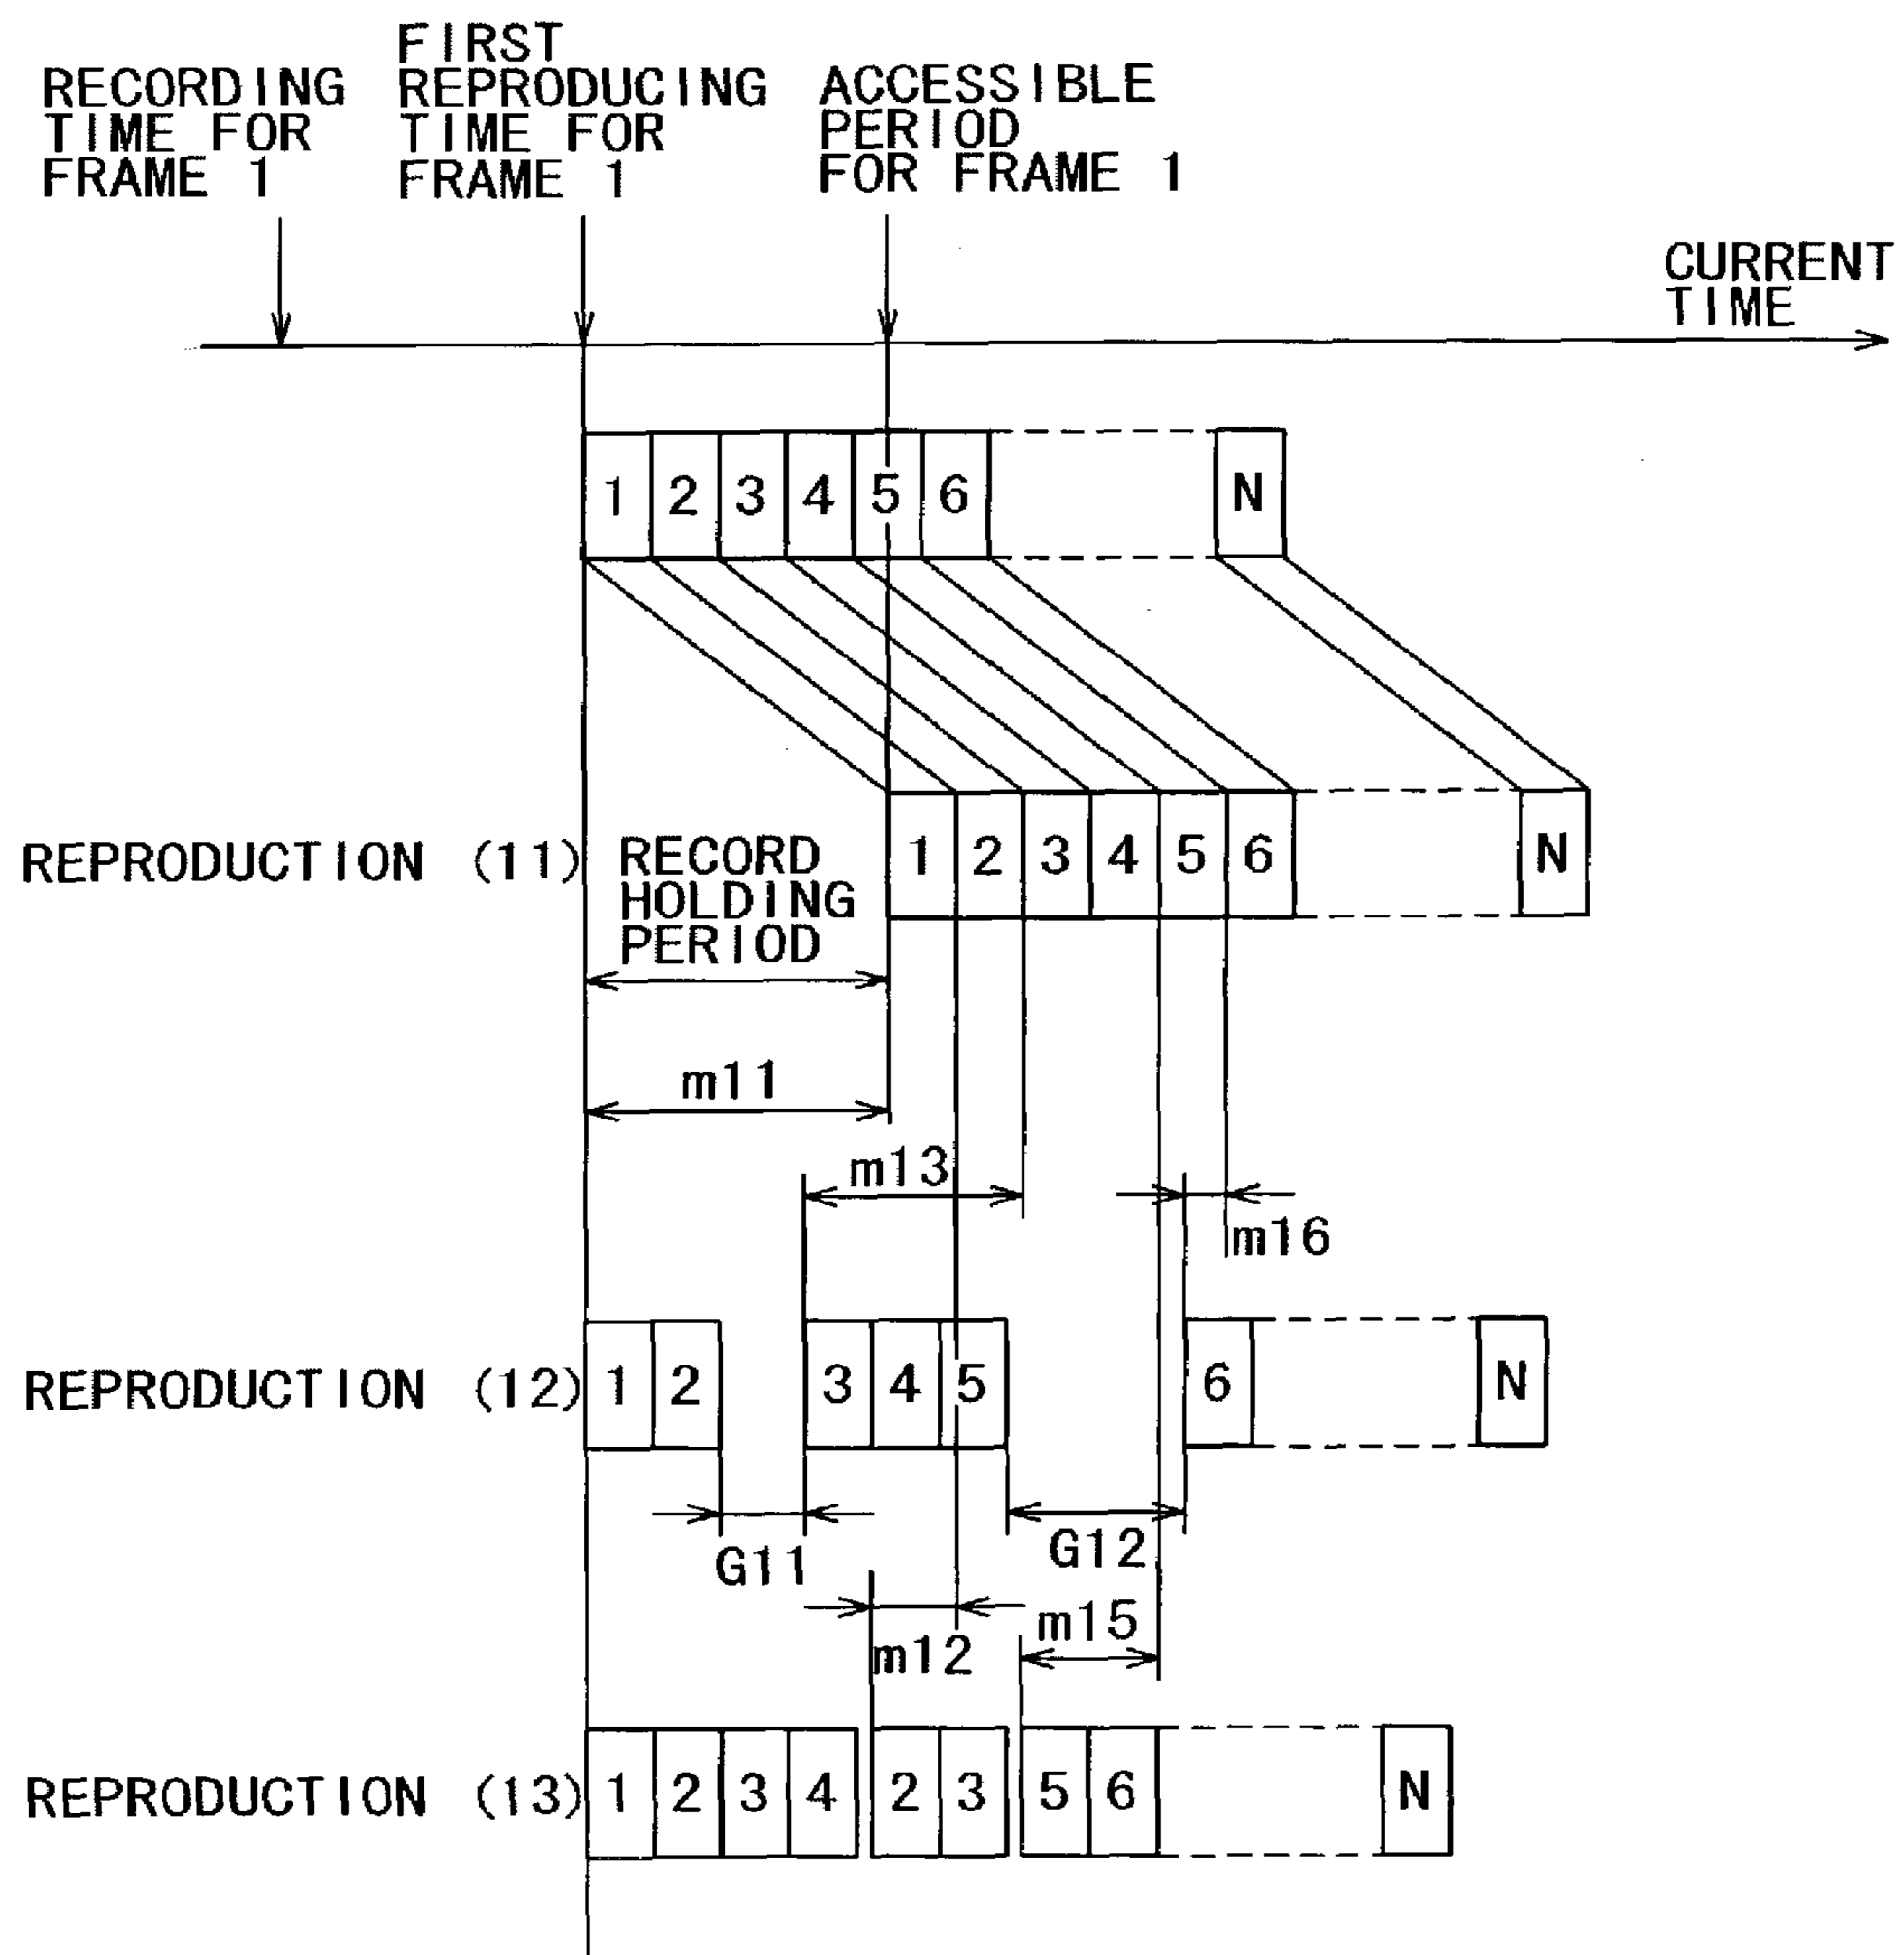 RECORDING
TIME FOR
FRAME 1
FIRST
REPRODUCING
TIME FOR
FRAME 1
ACCESSIBLE
PERIOD
FOR FRAME 1
CURRENT
TIME
1 2 3 4 5 6 N
REPRODUCTION (11)
RECORD
HOLDING
PERIOD
1 2 3 4 5 6 N
m11
m13
m16
REPRODUCTION (12)
1 2 3 4 5 6 N
G11
G12
m12
m15
REPRODUCTION (13)
1 2 3 4 2 3 5 6 N